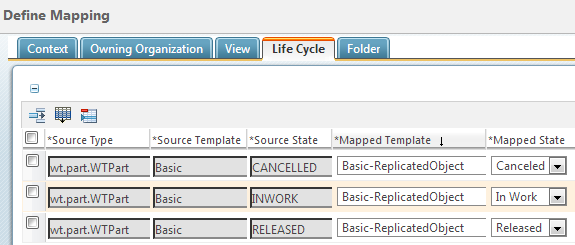 Define Mapping
Context Owning Organization View Life Cycle Folder
*Source Type *Source Template *Source State *Mapped Template *Mapped State
wt.part.WTPart Basic CANCELLED Basic-ReplicatedObject Canceled
wt.part.WTPart Basic INWORK Basic-ReplicatedObject In Work
wt.part.WTPart Basic RELEASED Basic-ReplicatedObject Released